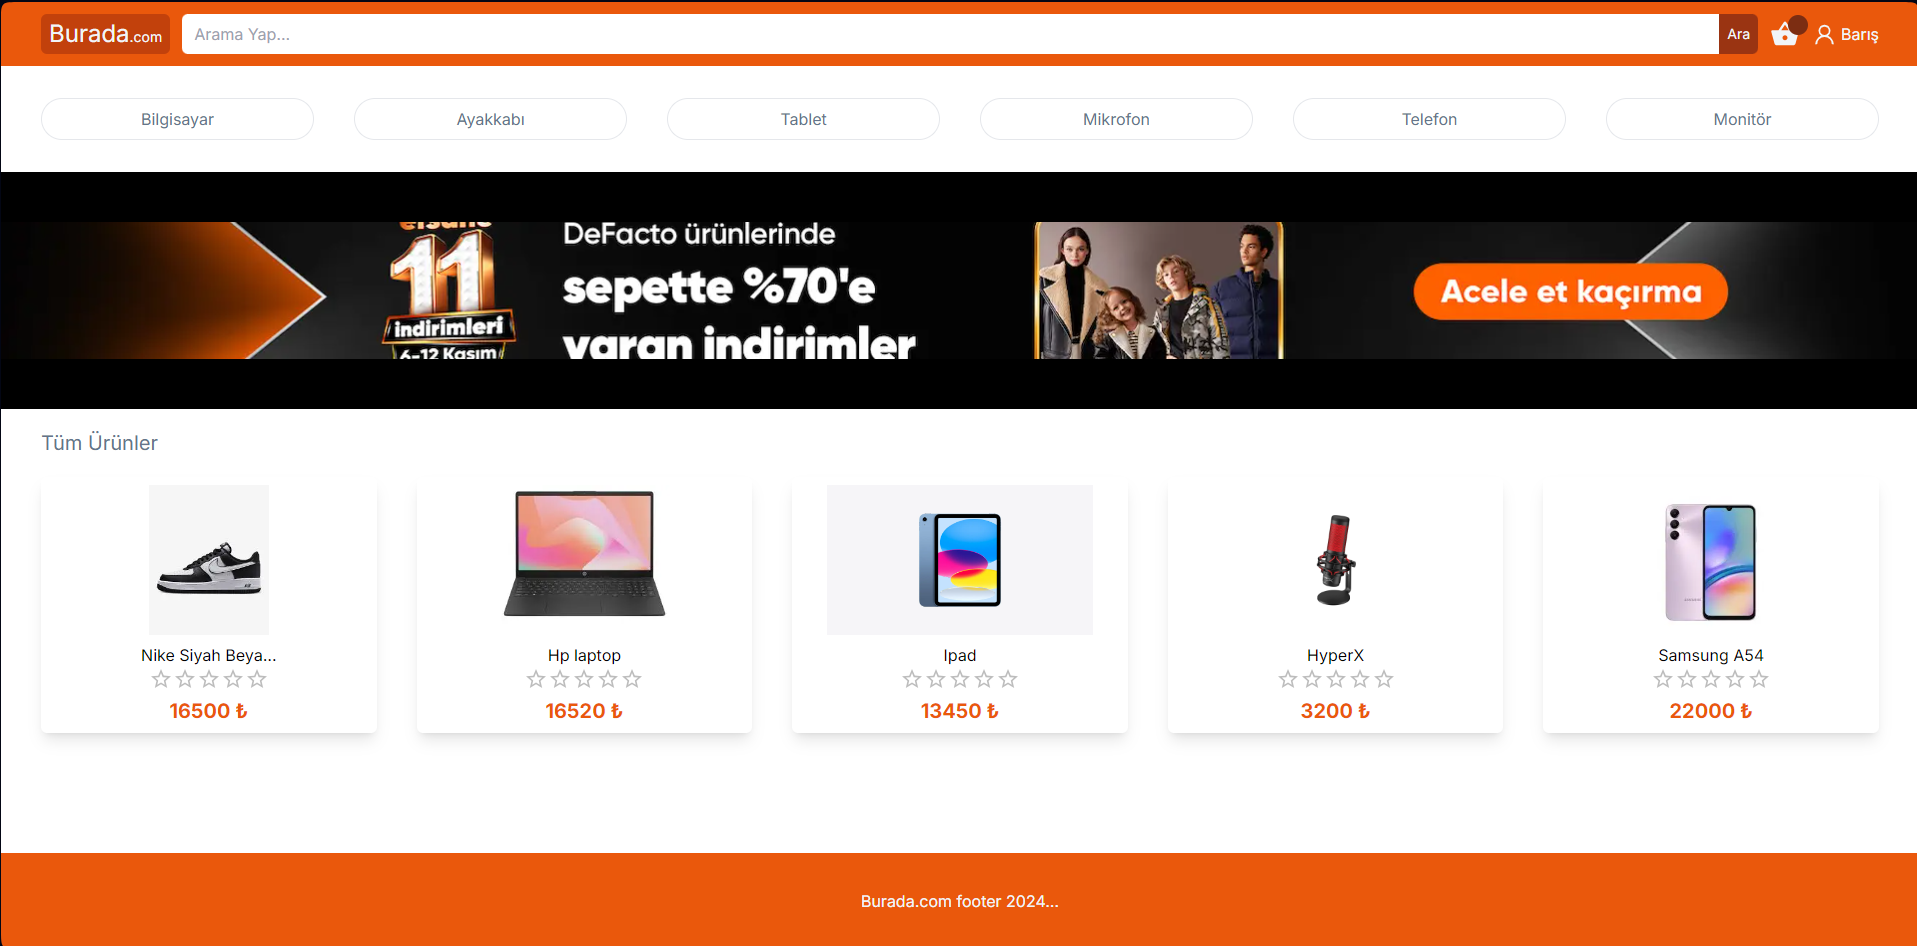 Burada.com
Arama Yap...
Ara
Barış
Bilgisayar
Ayakkabı
Tablet
Mikrofon
Telefon
Monitör
efsane
11
indirimleri
6-12 Kasım
DeFacto ürünlerinde
sepette %70'e
varan indirimler
Acele et kaçırma
Tüm Ürünler
Nike Siyah Beya...
16500 ₺
Hp laptop
16520 ₺
Ipad
13450 ₺
HyperX
3200 ₺
Samsung A54
22000 ₺
Burada.com footer 2024...